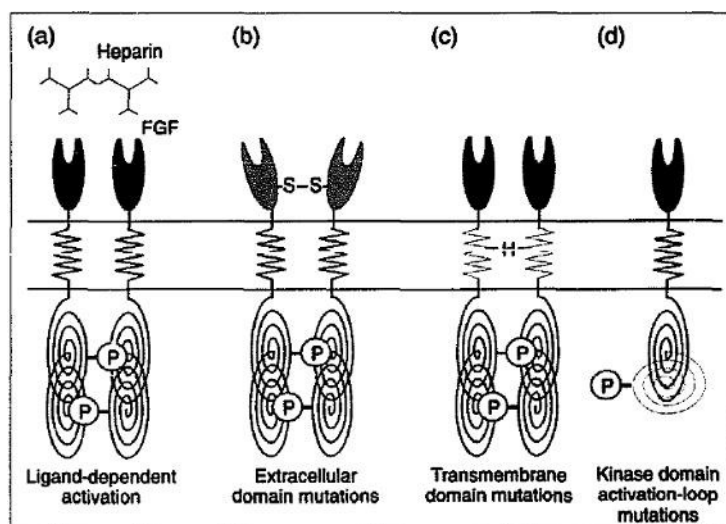 (a)
Heparin
FGF
P
P
Ligand-dependent
activation
(b)
S S
P
P
Extracellular
domain mutations
(c)
H
P
P
Transmembrane
domain mutations
(d)
P
Kinase domain
activation-loop
mutations